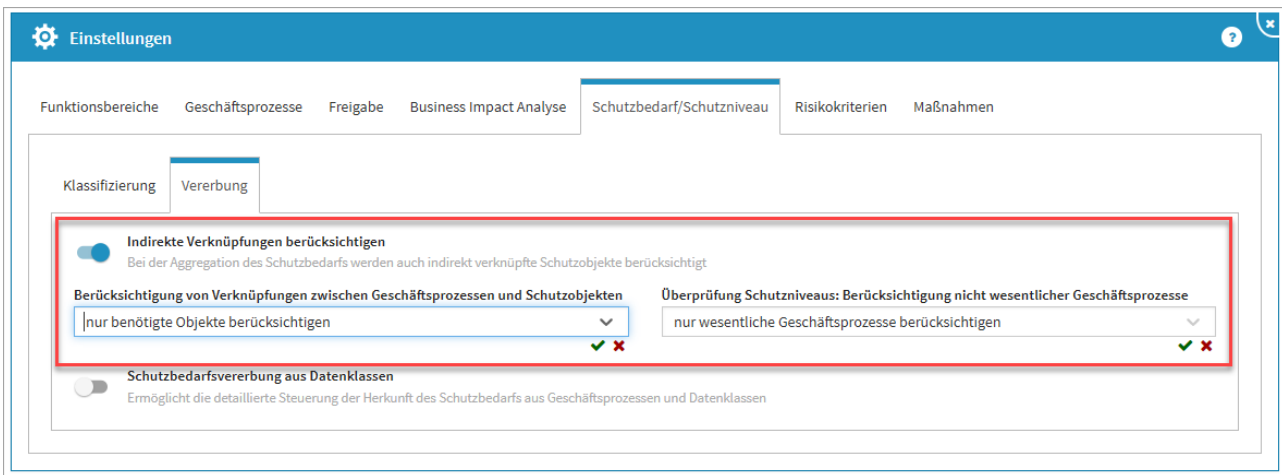 Einstellungen
?
Funktionsbereiche Geschäftsprozesse Freigabe Business Impact Analyse Schutzbedarf/Schutzniveau Risikokriterien Maßnahmen
Klassifizierung Vererbung
Indirekte Verknüpfungen berücksichtigen
Bei der Aggregation des Schutzbedarfs werden auch indirekt verknüpfte Schutzobjekte berücksichtigt
Berücksichtigung von Verknüpfungen zwischen Geschäftsprozessen und Schutzobjekten Überprüfung Schutzniveaus: Berücksichtigung nicht wesentlicher Geschäftsprozesse
nur benötigte Objekte berücksichtigen nur wesentliche Geschäftsprozesse berücksichtigen
Schutzbedarfsvererbung aus Datenklassen
Ermöglicht die detaillierte Steuerung der Herkunft des Schutzbedarfs aus Geschäftsprozessen und Datenklassen